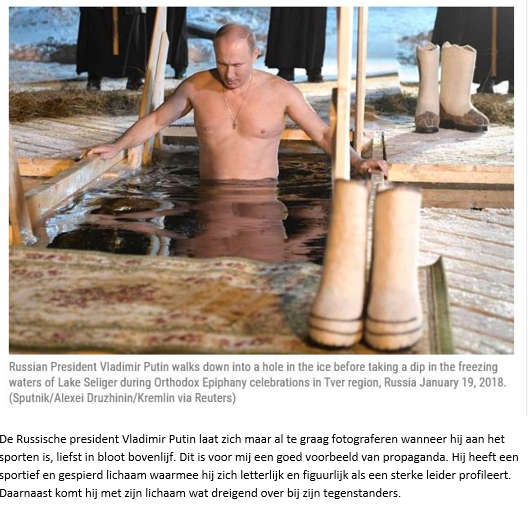 Russian President Vladimir Putin walks down into a hole in the ice before taking a dip in the freezing
waters of Lake Seliger during Orthodox Epiphany celebrations in Tver region, Russia January 19, 2018.
(Sputnik/Alexei Druzhinin/Kremlin via Reuters)
De Russische president Vladimir Putin laat zich maar al te graag fotograferen wanneer hij aan het
sporten is, liefst in bloot bovenlijf. Dit is voor mij een goed voorbeeld van propaganda. Hij heeft een
sportief en gespierd lichaam waarmee hij zich letterlijk en figuurlijk als een sterke leider profileert.
Daarnaast komt hij met zijn lichaam wat dreigend over bij zijn tegenstanders.